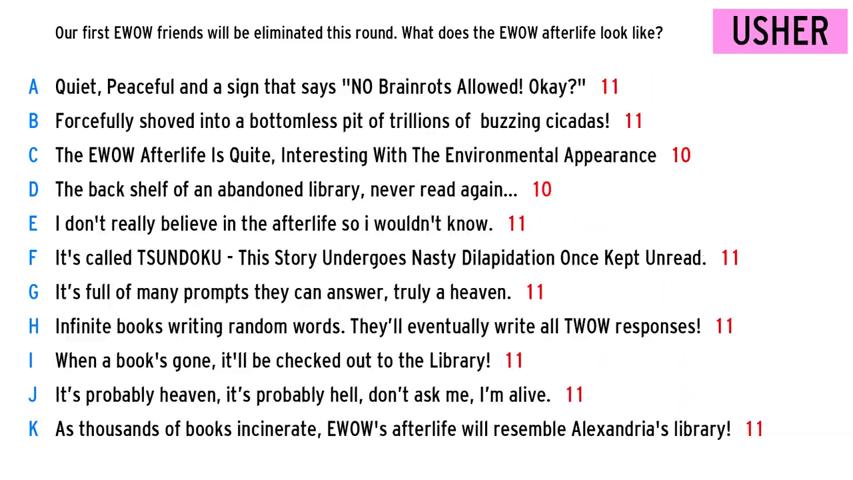 Our first EWOW friends will be eliminated this round. What does the EWOW afterlife look like? USHER
A Quiet, Peaceful and a sign that says "NO Brainrots Allowed! Okay?" 11
B Forcefully shoved into a bottomless pit of trillions of buzzing cicadas! 11
C The EWOW Afterlife Is Quite, Interesting With The Environmental Appearance 10
D The back shelf of an abandoned library, never read again... 10
E I don't really believe in the afterlife so i wouldn't know. 11
F It's called TSUNDOKU - This Story Undergoes Nasty Dilapidation Once Kept Unread. 11
G It’s full of many prompts they can answer, truly a heaven. 11
H Infinite books writing random words. They’ll eventually write all TWOW responses! 11
I When a book's gone, it'll be checked out to the Library! 11
J It’s probably heaven, it’s probably hell, don’t ask me, I’m alive. 11
K As thousands of books incinerate, EWOW's afterlife will resemble Alexandria's library! 11